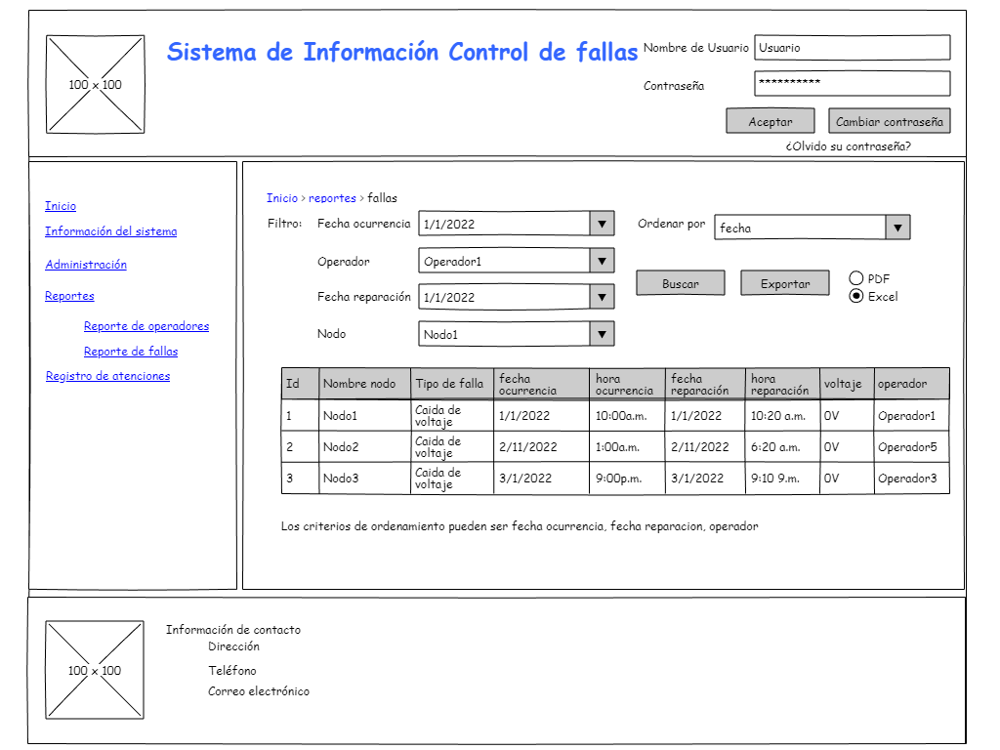 100 x 100
Sistema de Información Control de fallas
Nombre de Usuario
Usuario
Contraseña
**********
Aceptar
Cambiar contraseña
¿Olvido su contraseña?
Inicio
Información del sistema
Administración
Reportes
Reporte de operadores
Reporte de fallas
Registro de atenciones
Inicio > reportes > fallas
Filtro:
Fecha ocurrencia
1/1/2022
Ordenar por
fecha
Operador
Operador1
Buscar
Exportar
PDF
Excel
Fecha reparación
1/1/2022
Nodo
Nodo1
Id
Nombre nodo
Tipo de falla
fecha
ocurrencia
hora
ocurrencia
fecha
reparación
hora
reparación
voltaje
operador
1
Nodo1
Caida de
voltaje
1/1/2022
10:00a.m.
1/1/2022
10:20 a.m.
0V
Operador1
2
Nodo2
Caida de
voltaje
2/11/2022
1:00a.m.
2/11/2022
6:20 a.m.
0V
Operador5
3
Nodo3
Caida de
voltaje
3/1/2022
9:00p.m.
3/1/2022
9:10 9.m.
0V
Operador3
Los criterios de ordenamiento pueden ser fecha ocurrencia, fecha reparacion, operador
100 x 100
Información de contacto
Dirección
Teléfono
Correo electrónico